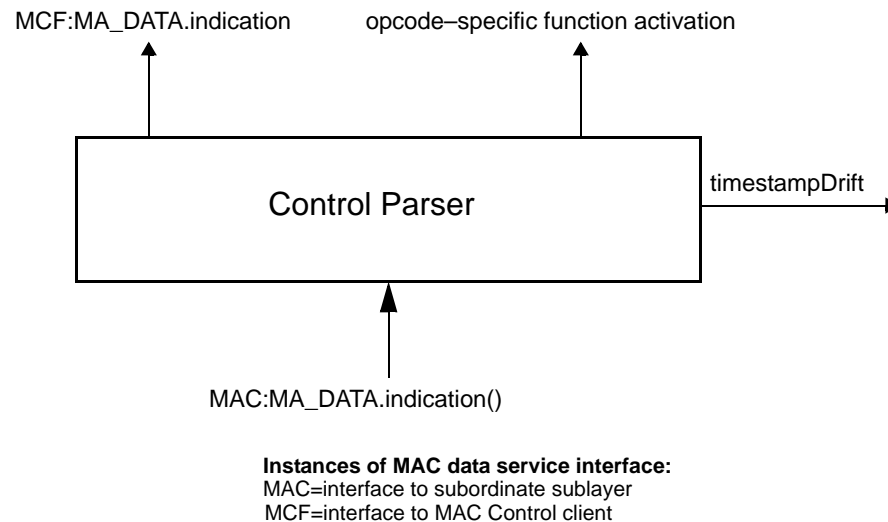 MCF:MA_DATA.indication
opcode–specific function activation
timestampDrift
Control Parser
MAC:MA_DATA.indication()
Instances of MAC data service interface:
MAC=interface to subordinate sublayer
MCF=interface to MAC Control client